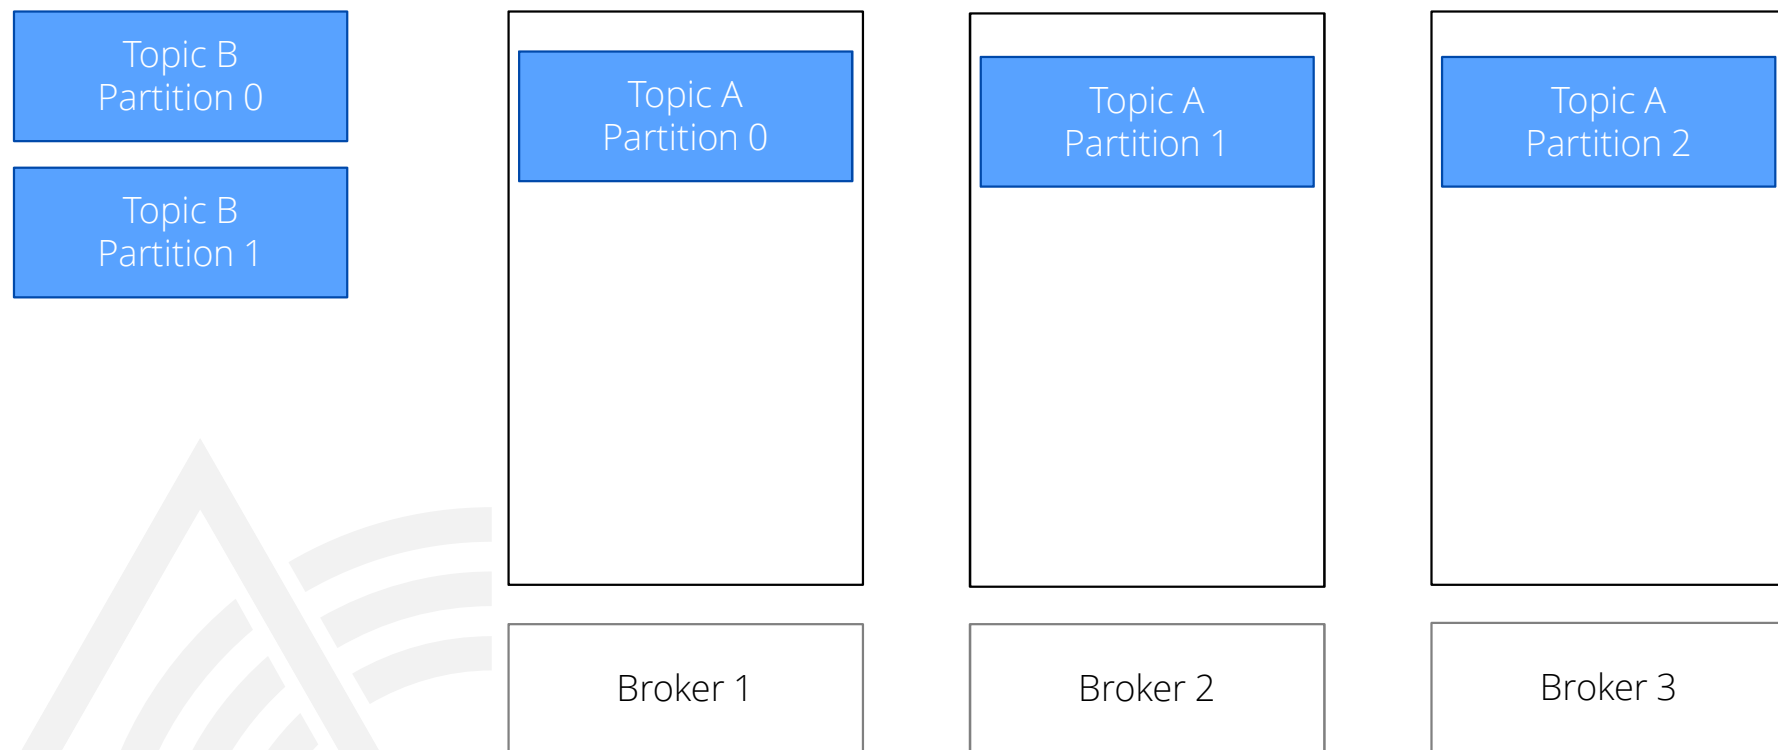 Topic B
Partition 0
Topic B
Partition 1
Topic A
Partition 0
Topic A
Partition 1
Topic A
Partition 2
Broker 1
Broker 2
Broker 3